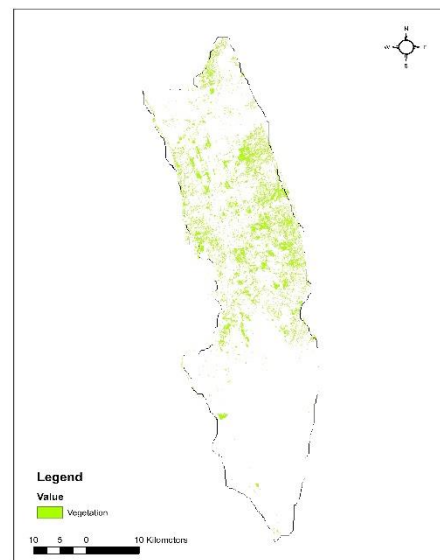 N
W E
S
Legend
Value
Vegetation
10 5 0 10 Kilometers